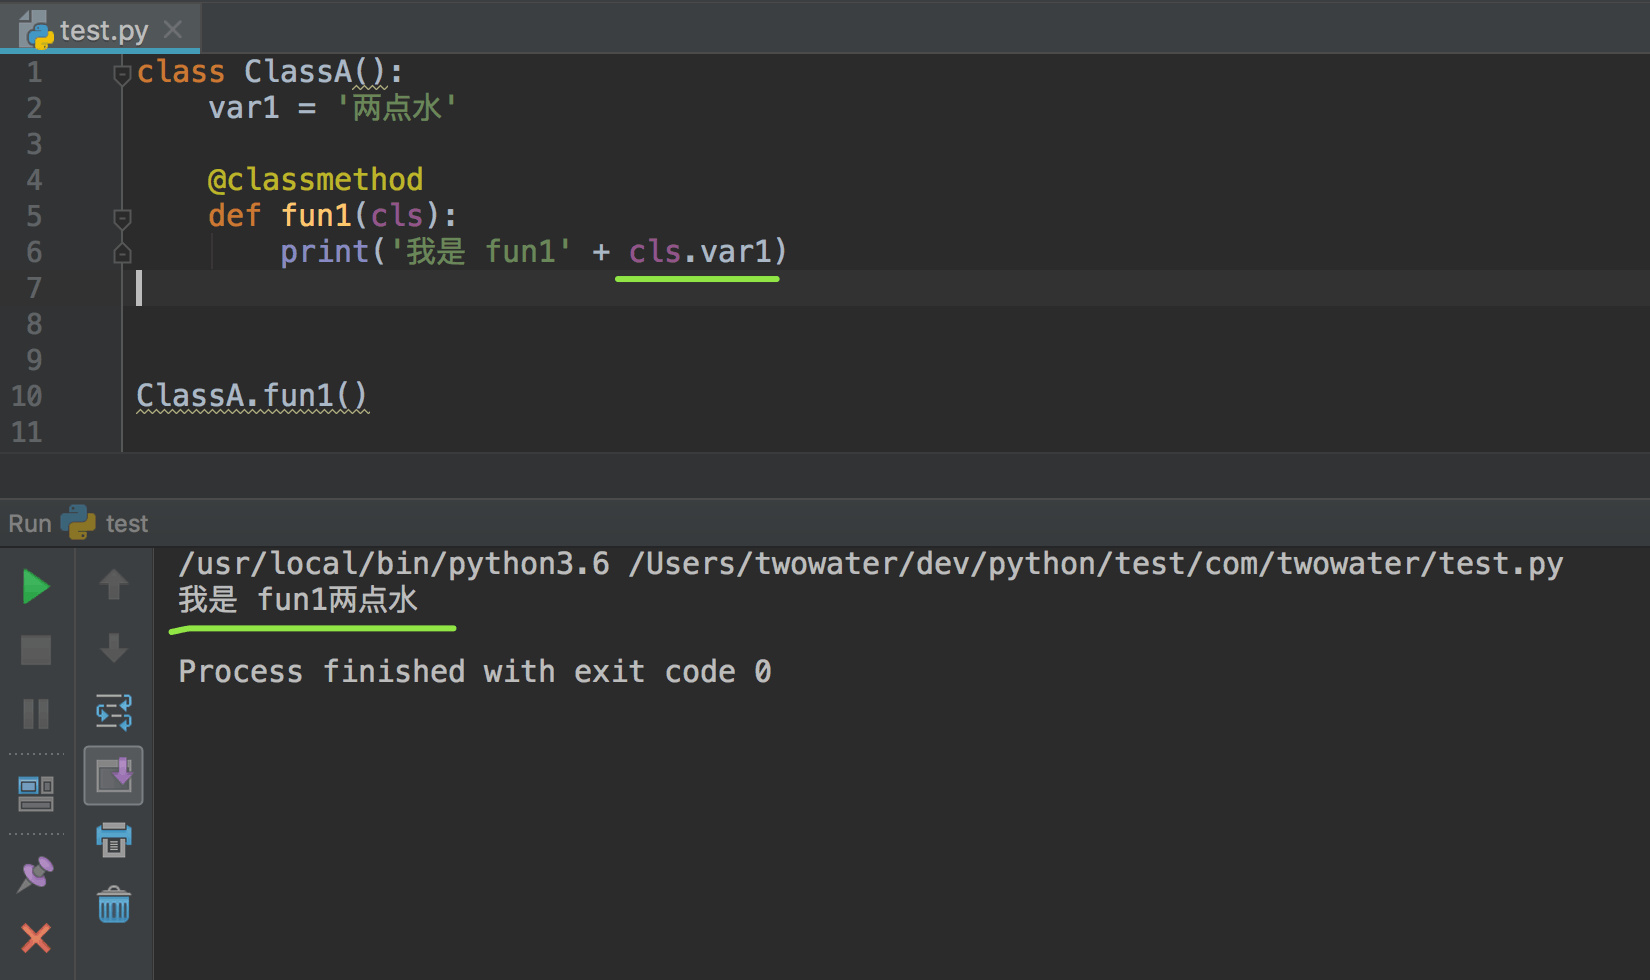 test.py
1 class ClassA():
2 var1 = '两点水'
3
4 @classmethod
5 def fun1(cls):
6 print('我是 fun1' + cls.var1)
7
8
9
10 ClassA.fun1()
11
Run test
/usr/local/bin/python3.6 /Users/twowater/dev/python/test/com/twowater/test.py
我是 fun1两点水
Process finished with exit code 0